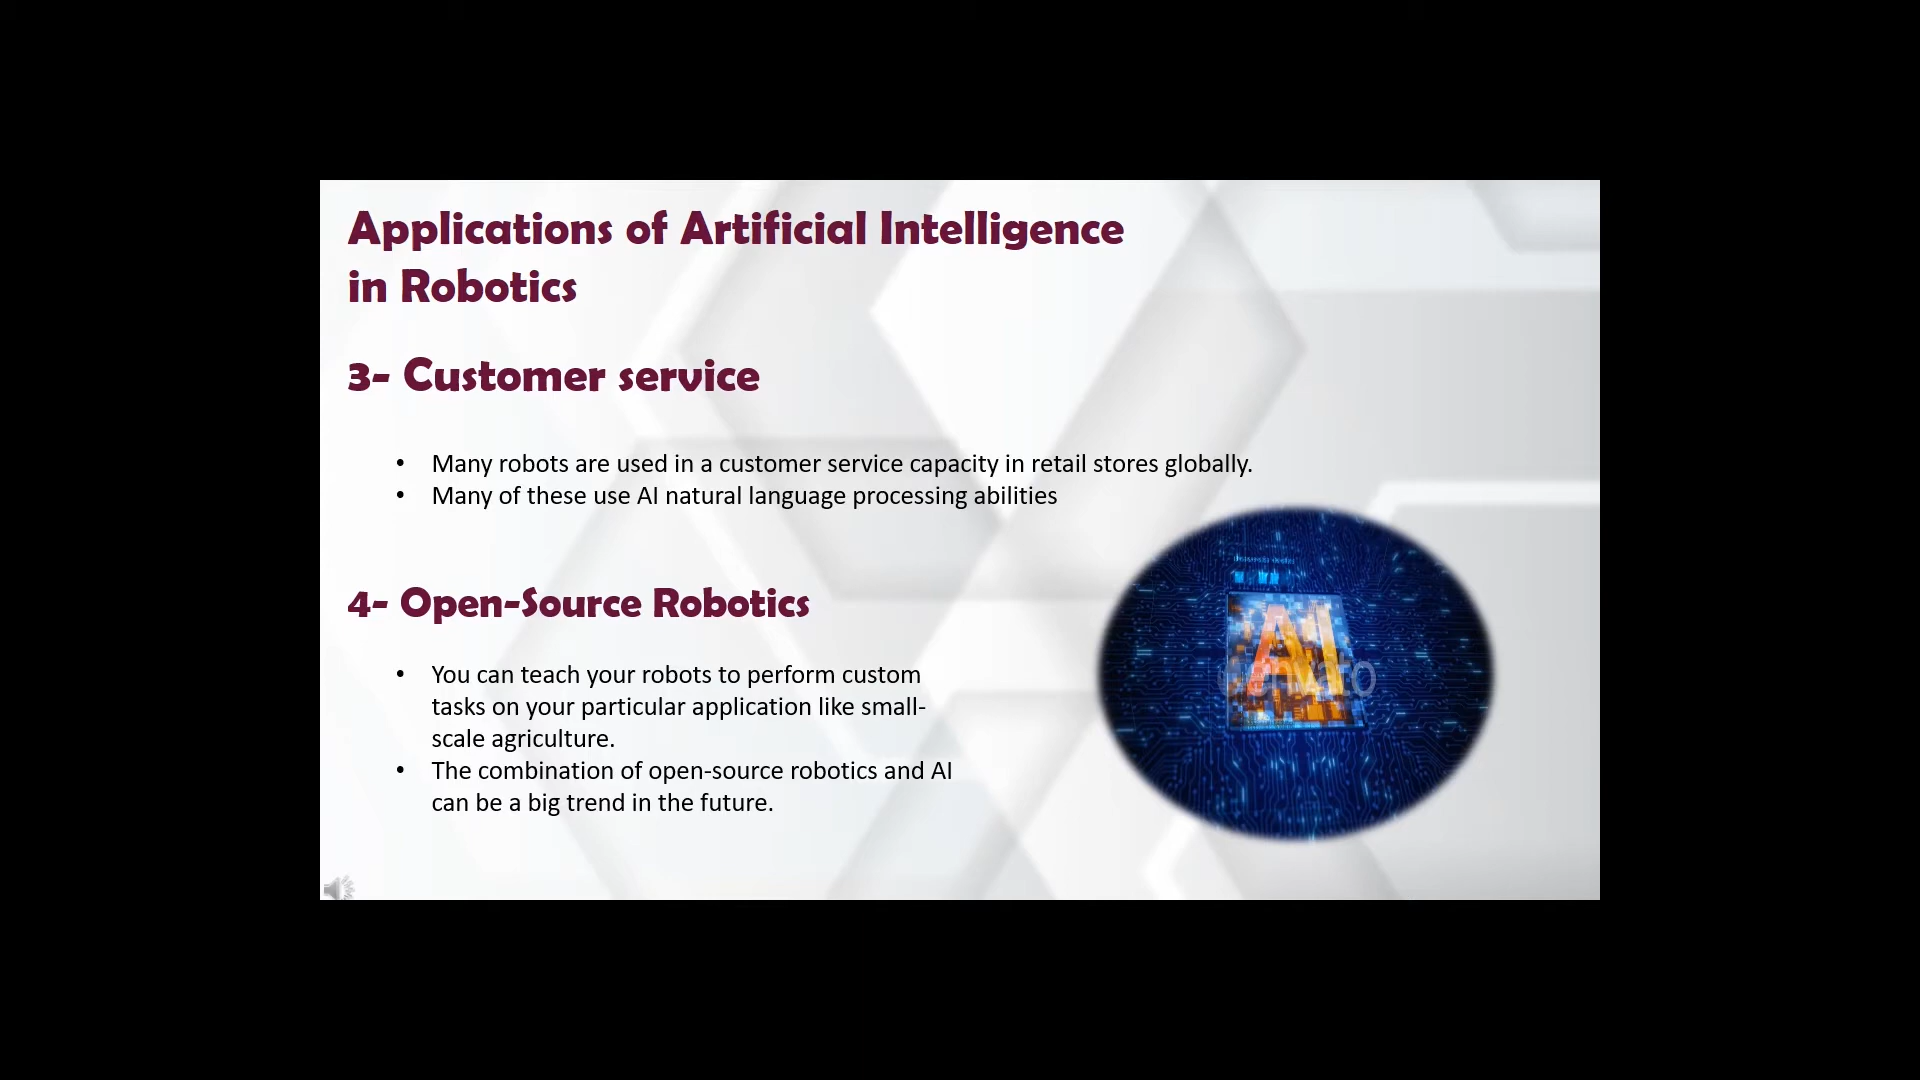 Applications of Artificial Intelligence
in Robotics
3- Customer service
• Many robots are used in a customer service capacity in retail stores globally.
• Many of these use AI natural language processing abilities
4- Open-Source Robotics
• You can teach your robots to perform custom
tasks on your particular application like small-
scale agriculture.
• The combination of open-source robotics and AI
can be a big trend in the future.
AI
envato